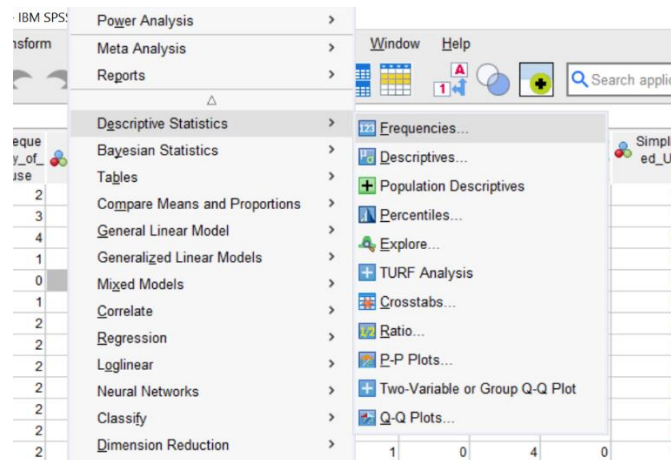 IBM SPSS
nsform
Power Analysis
Meta Analysis
Reports
Window Help
Search applic
Descriptive Statistics
Bayesian Statistics
Tables
Compare Means and Proportions
General Linear Model
Generalized Linear Models
Mixed Models
Correlate
Regression
Loglinear
Neural Networks
Classify
Dimension Reduction
123 Frequencies...
Descriptives...
Population Descriptives
Percentiles...
Explore...
TURF Analysis
Crosstabs...
1/2 Ratio...
P-P Plots...
Two-Variable or Group Q-Q Plot
Q-Q Plots...
A
1
eque
y_of_
use
Simpl
ed_U
2
3
4
1
0
1
2
2
2
2
2
2
2 1 0 4 0